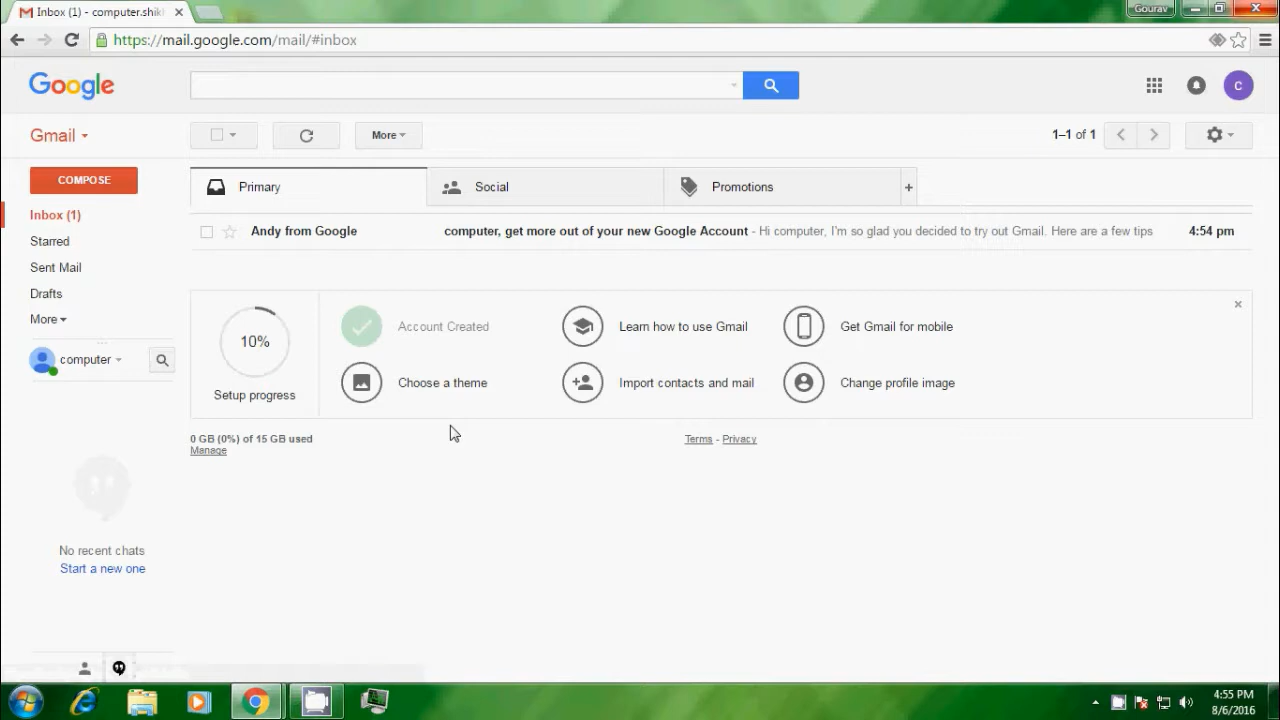 Inbox (1) - computer.shikh
Gourav
https://mail.google.com/mail/#inbox
Google
C
Gmail
More
1–1 of 1
COMPOSE
Primary
Social
Promotions
+
Inbox (1)
Starred
Sent Mail
Drafts
More
computer
Andy from Google
computer, get more out of your new Google Account - Hi computer, I'm so glad you decided to try out Gmail. Here are a few tips
4:54 pm
10%
Setup progress
Account Created
Learn how to use Gmail
Get Gmail for mobile
Choose a theme
Import contacts and mail
Change profile image
0 GB (0%) of 15 GB used
Manage
Terms - Privacy
No recent chats
Start a new one
4:55 PM
8/6/2016